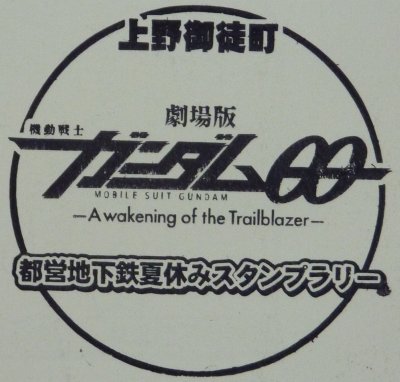 上野御徒町
劇場版
機動戦士
ガンダム00
MOBILE SUIT GUNDAM
—A wakening of the Trailblazer—
都営地下鉄夏休みスタンプラリー